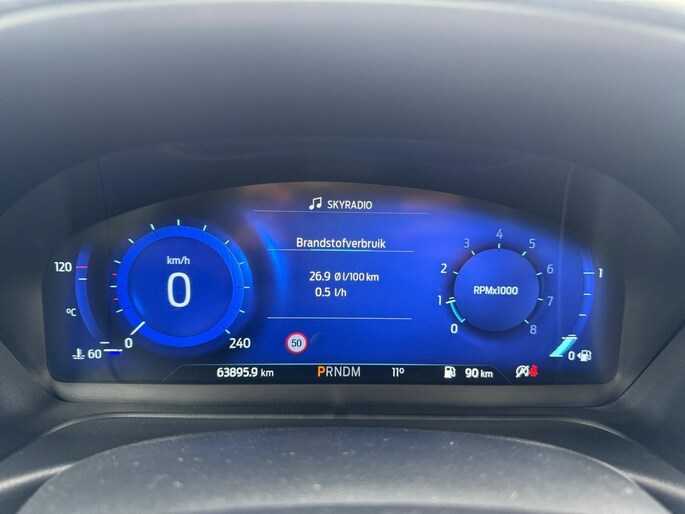 SKYRADIO
Brandstofverbruik
26.9 Ø l/100 km
0.5 l/h
120
°C
60
km/h
0
0
240
50
RPMx1000
0
1
2
3
4
5
6
7
8
1
0
63895.9 km
PRNDM
11°
90 km